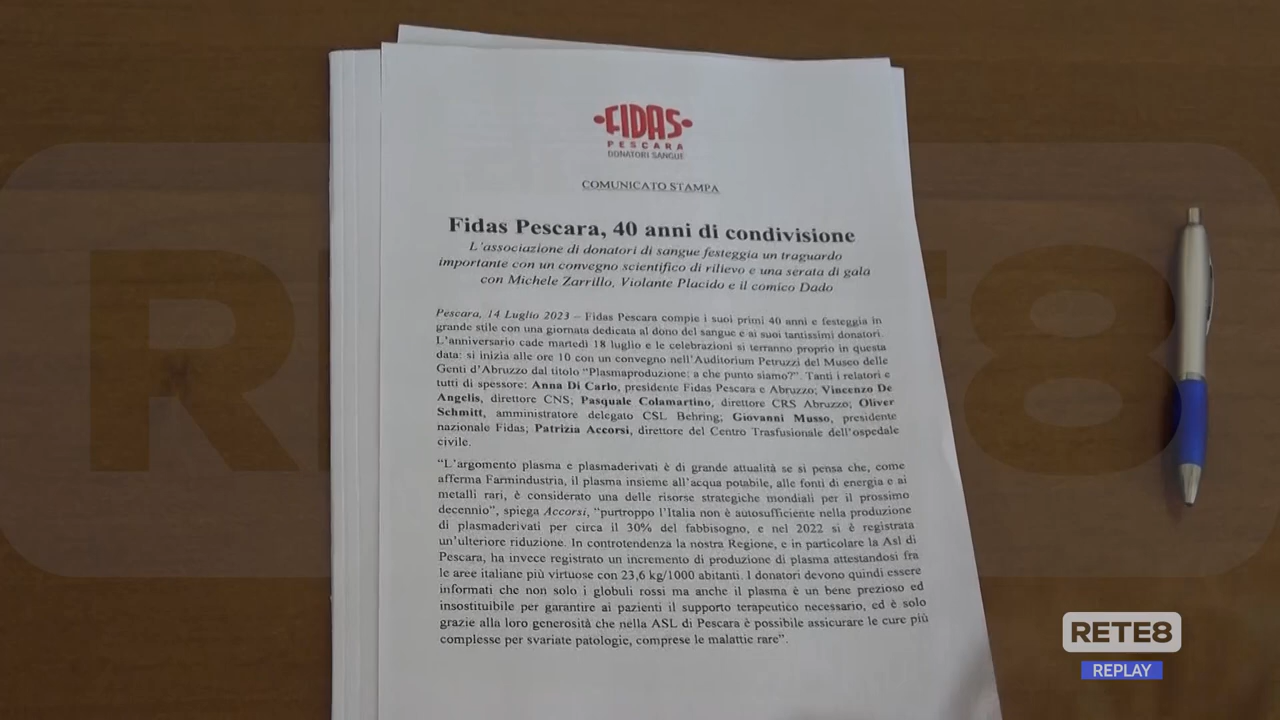 FIDAS
PESCARA
DONATORI SANGUE
COMUNICATO STAMPA
Fidas Pescara, 40 anni di condivisione
L'associazione di donatori di sangue festeggia un traguardo
importante con un convegno scientifico di rilievo e una serata di gala
con Michele Zarrillo, Violante Placido e il comico Dado
Pescara, 14 Luglio 2023 – Fidas Pescara compie i suoi primi 40 anni e festeggia in
grande stile con una giornata dedicata al dono del sangue e ai suoi tantissimi donatori.
L'anniversario cade martedì 18 luglio e le celebrazioni si terranno proprio in questa
data: si inizia alle ore 10 con un convegno nell'Auditorium Petruzzi del Museo delle
Genti d'Abruzzo dal titolo "Plasmaproduzione: a che punto siamo?". Tanti i relatori e
tutti di spessore: Anna Di Carlo, presidente Fidas Pescara e Abruzzo; Vincenzo De
Angelis, direttore CNS; Pasquale Colamartino, direttore CRS Abruzzo; Oliver
Schmitt, amministratore delegato CSL Behring; Giovanni Musso, presidente
nazionale Fidas; Patrizia Accorsi, direttore del Centro Trasfusionale dell'ospedale
civile.
"L'argomento plasma e plasmaderivati è di grande attualità se si pensa che, come
afferma Farmindustria, il plasma insieme all'acqua potabile, alle fonti di energia e ai
metalli rari, è considerato una delle risorse strategiche mondiali per il prossimo
decennio", spiega Accorsi, "purtroppo l'Italia non è autosufficiente nella produzione
di plasmaderivati per circa il 30% del fabbisogno, e nel 2022 si è registrata
un'ulteriore riduzione. In controtendenza la nostra Regione, e in particolare la Asl di
Pescara, ha invece registrato un incremento di produzione di plasma attestandosi fra
le aree italiane più virtuose con 23,6 kg/1000 abitanti. I donatori devono quindi essere
informati che non solo i globuli rossi ma anche il plasma è un bene prezioso ed
insostituibile per garantire ai pazienti il supporto terapeutico necessario, ed è solo
grazie alla loro generosità che nella ASL di Pescara è possibile assicurare le cure più
complesse per svariate patologie, comprese le malattie rare".
RETE8
RETE8
REPLAY